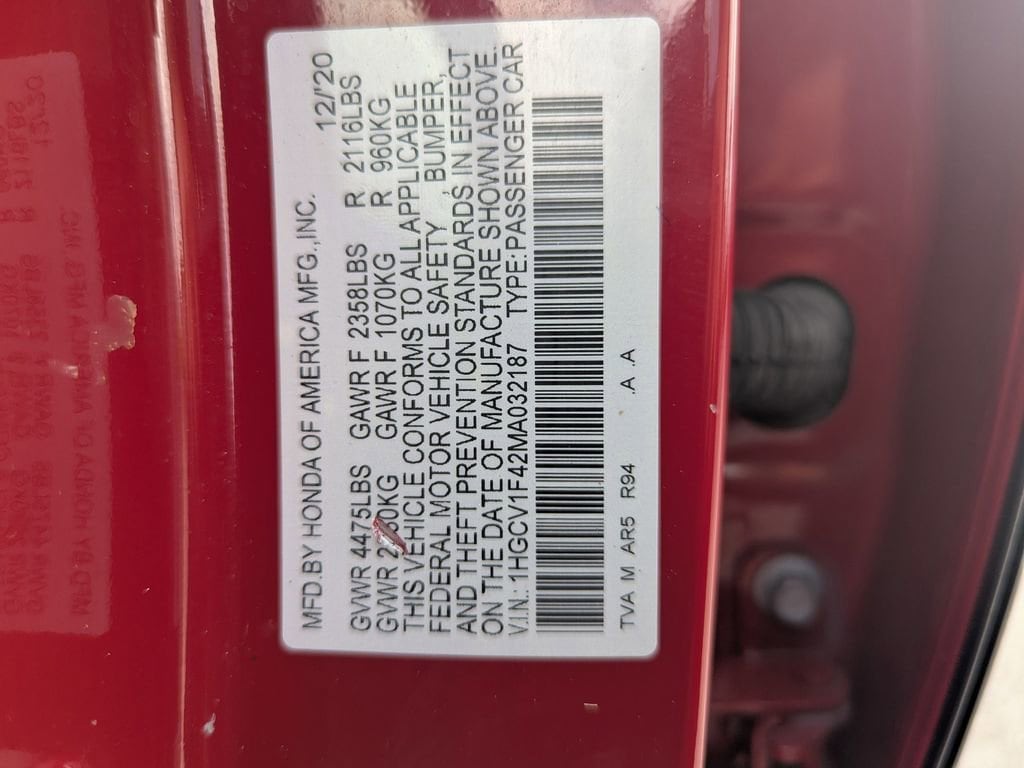 MFD.BY HONDA OF AMERICA MFG.,INC. 12/'20
GVWR 4475LBS GAWR F 2358LBS R 2116LBS
GVWR GAWR F 1070KG R 960KG
THIS VEHICLE CONFORMS TO ALL APPLICABLE
FEDERAL MOTOR VEHICLE SAFETY, BUMPER,
AND THEFT PREVENTION STANDARDS IN EFFECT
ON THE DATE OF MANUFACTURE SHOWN ABOVE.
V.I.N.: 1HGCV1F42MA032187 TYPE:PASSENGER CAR
TVA M AR5 R94 .A .A